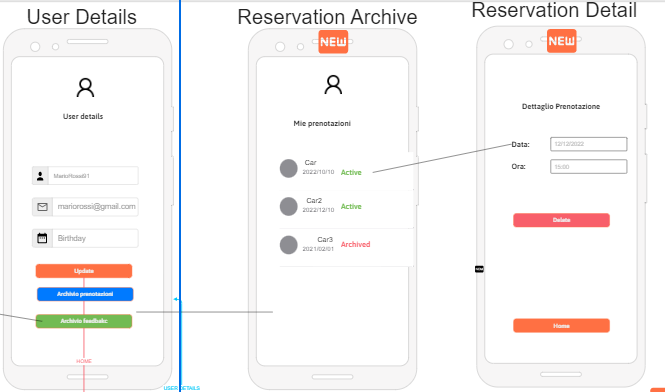 User Details
User details
MarioRossi91
mariorossi@gmail.com
Birthday
Update
Archivio prenotazioni
Archivio feedbak:
HOME
USER DETAILS
Reservation Archive
NEW
Mie prenotazioni
Car
2022/10/10 Active
Car2
2022/12/10 Active
Car3
2021/02/01 Archived
Reservation Detail
NEW
Dettaglio Prenotazione
Data: 12/12/2022
Ora: 15:00
Delete
Home